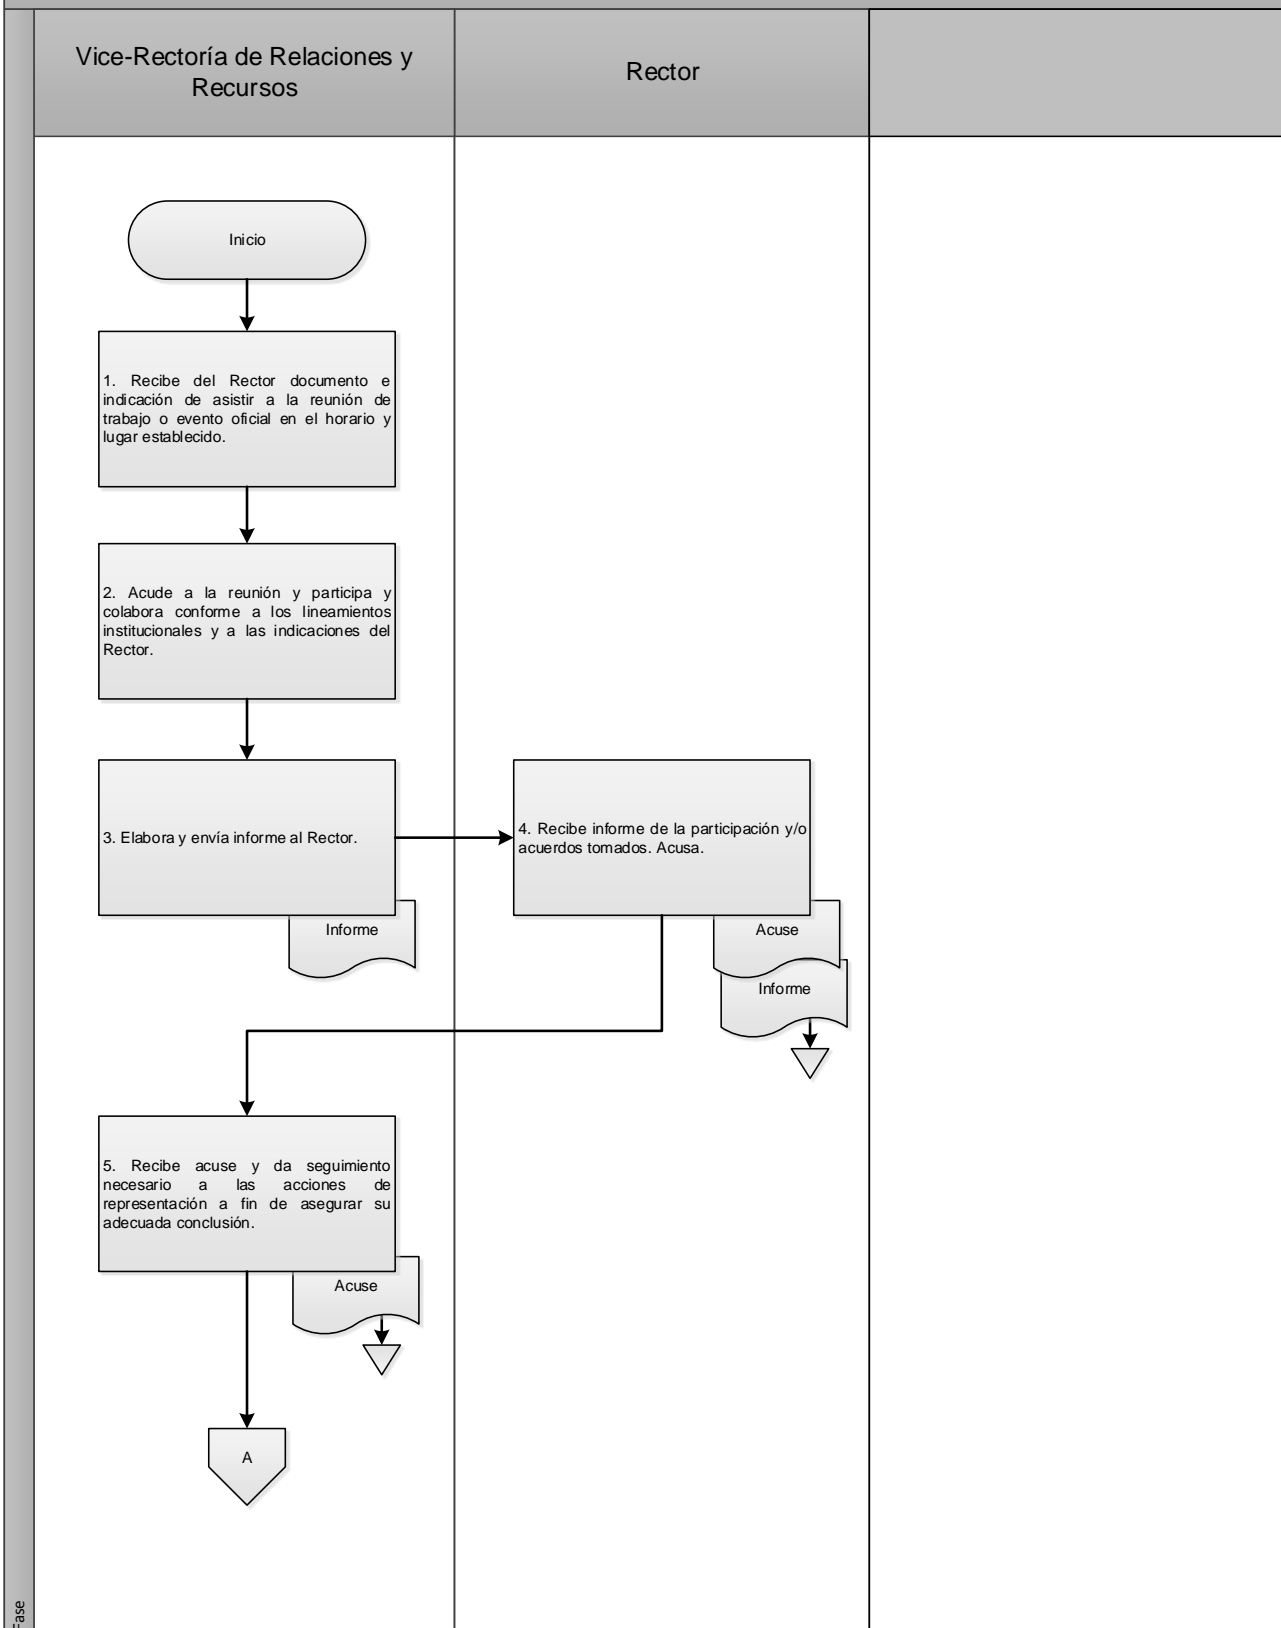 Vice-Rectoría de Relaciones y
Recursos
Rector
Inicio
1. Recibe del Rector documento e
indicación de asistir a la reunión de
trabajo o evento oficial en el horario y
lugar establecido.
2. Acude a la reunión y participa y
colabora conforme a los lineamientos
institucionales y a las indicaciones del
Rector.
3. Elabora y envía informe al Rector.
Informe
4. Recibe informe de la participación y/o
acuerdos tomados. Acusa.
Acuse
Informe
5. Recibe acuse y da seguimiento
necesario a las acciones de
representación a fin de asegurar su
adecuada conclusión.
Acuse
A
Fase